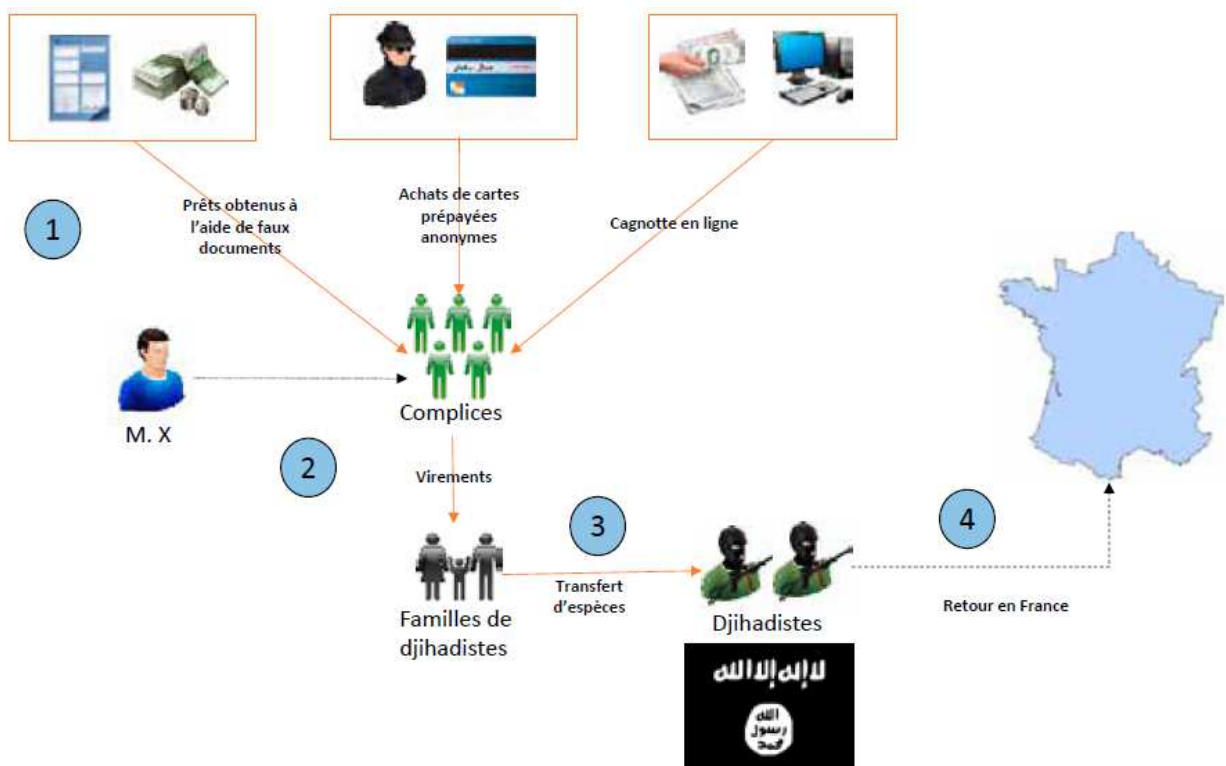 Prêts obtenus à
l'aide de faux
documents
Achats de cartes
prépayées
anonymes
Cagnotte en ligne
1
M. X
Complices
2
Virements
Familles de
djihadistes
3
Transfert
d'espèces
Djihadistes
4
Retour en France
لا إله إلا الله
الله
رسول
محمد